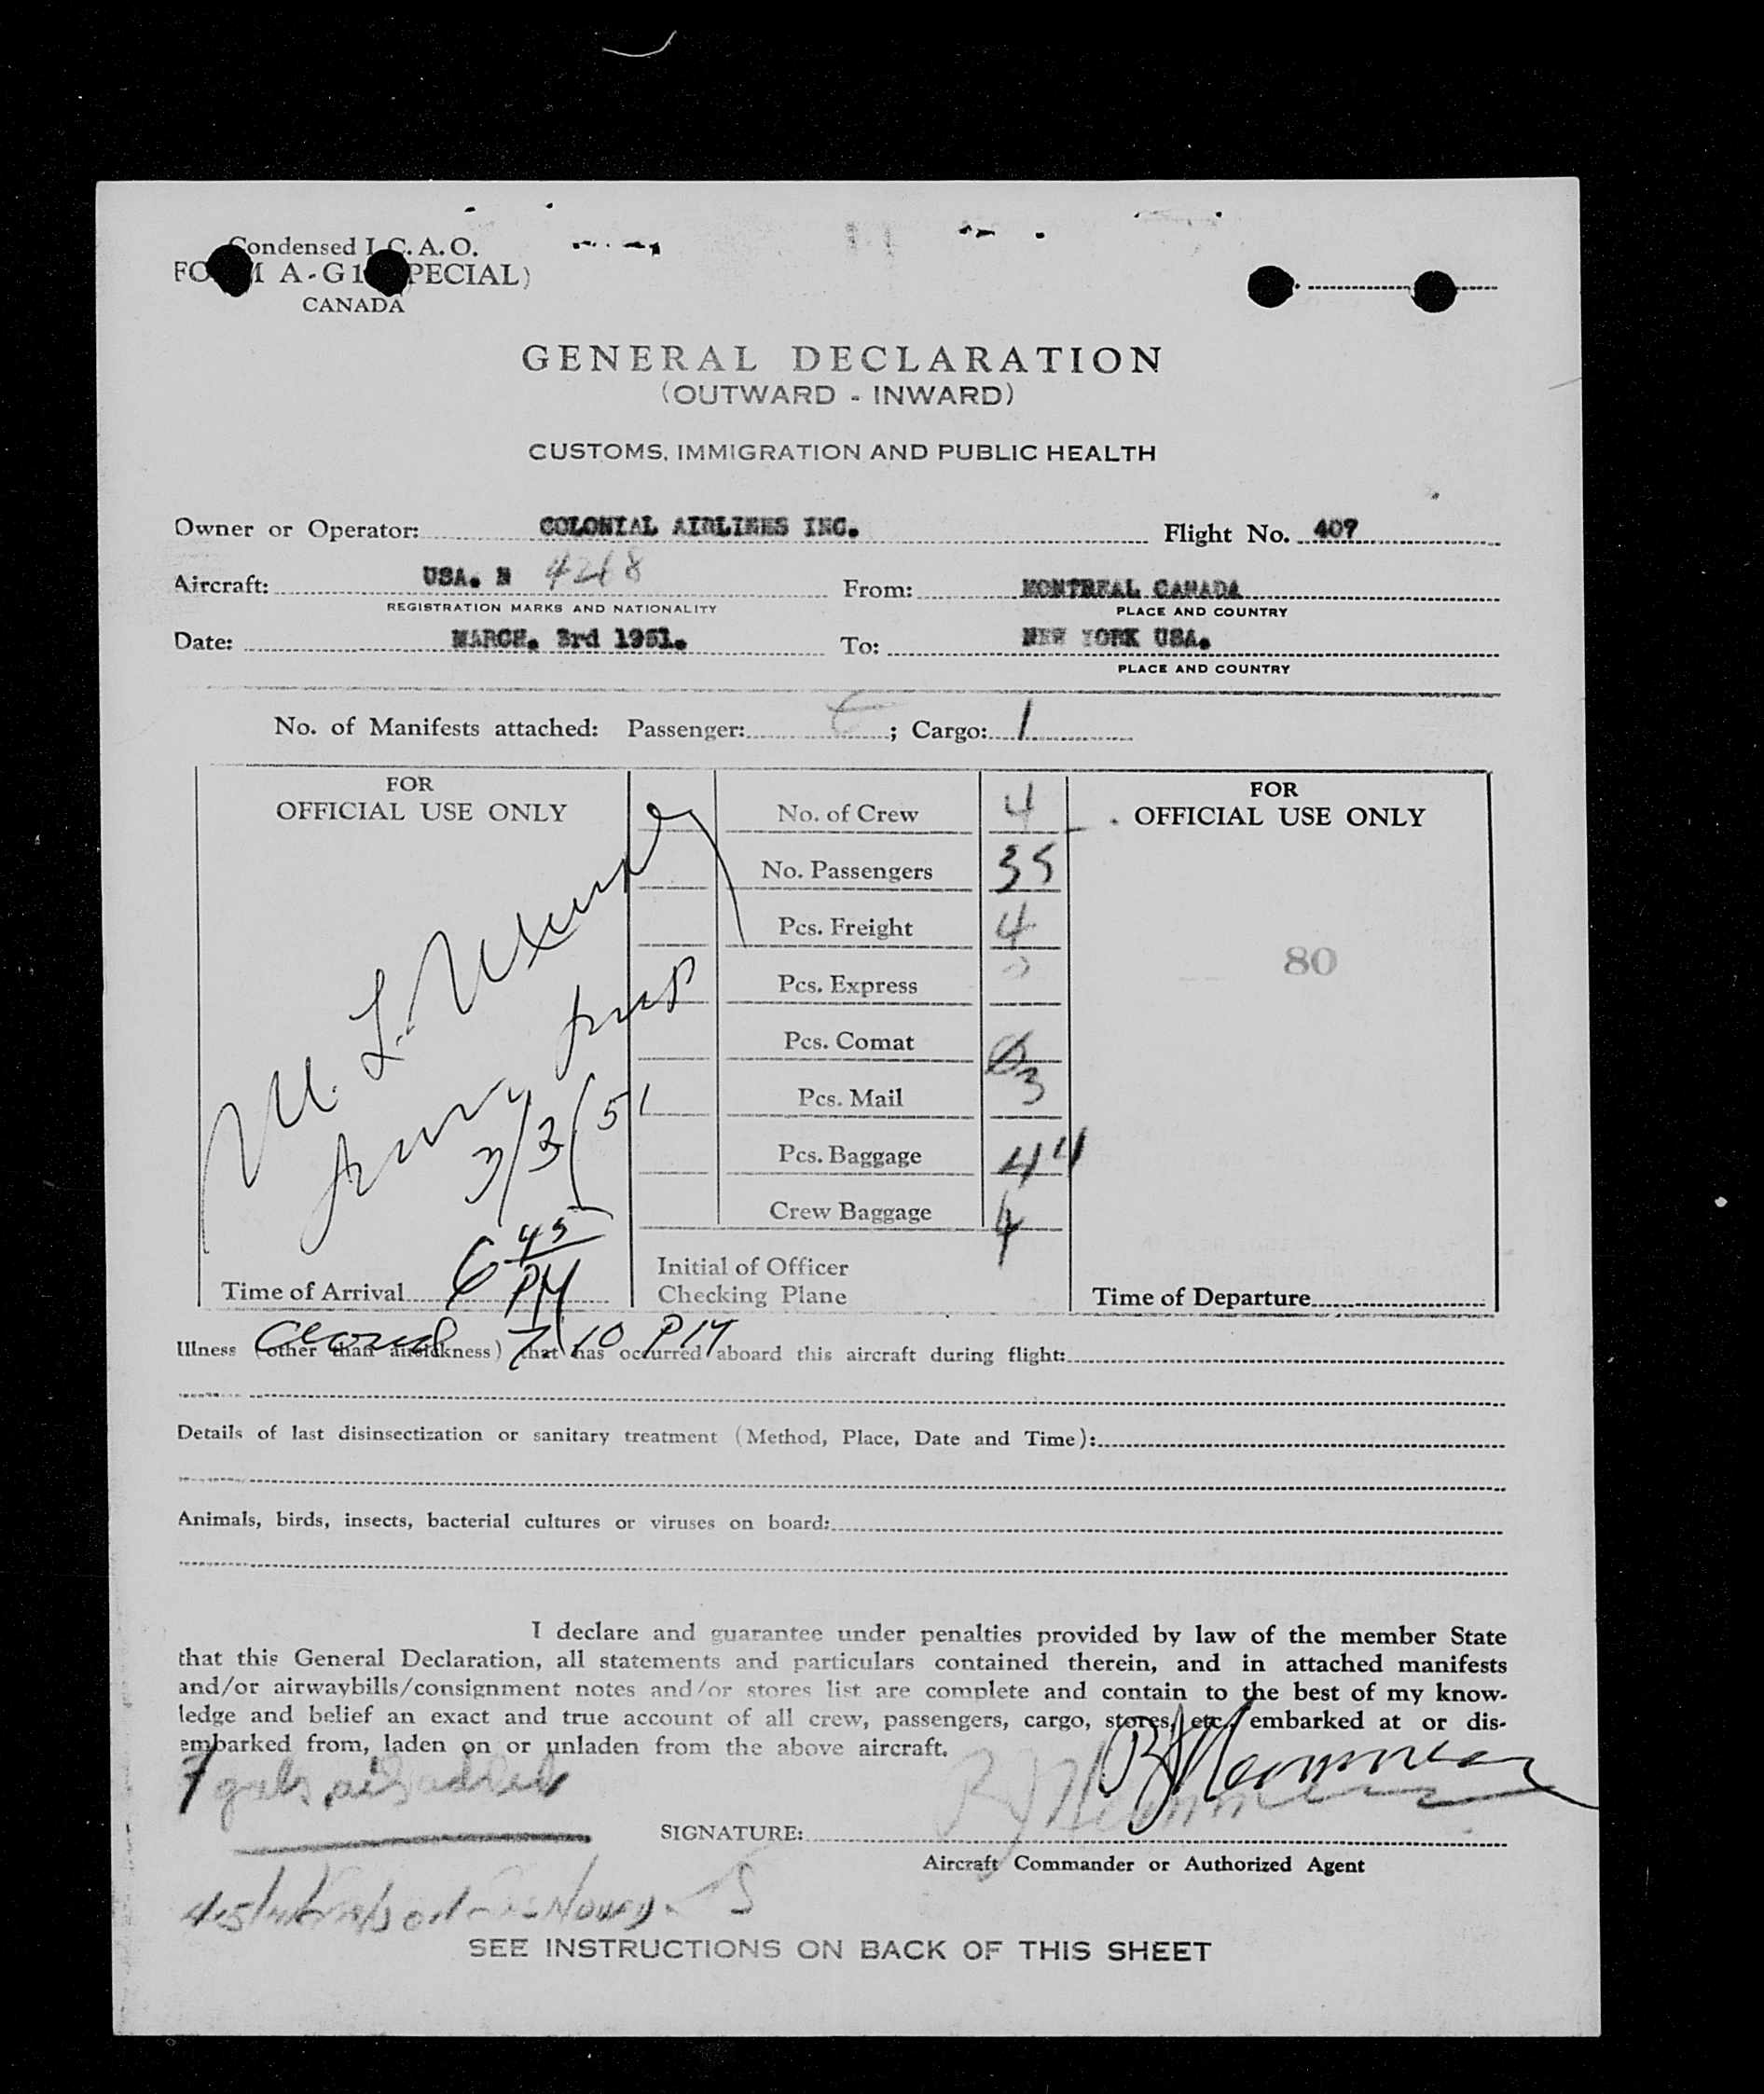 Condensed I.C.A.O.
FORM A-G1 (SPECIAL)
CANADA
GENERAL DECLARATION
(OUTWARD - INWARD)
CUSTOMS, IMMIGRATION AND PUBLIC HEALTH
Owner or Operator: COLONIAL AIRLINES INC. Flight No. 407
Aircraft: USA. N 4268 From: MONTREAL CANADA
REGISTRATION MARKS AND NATIONALITY PLACE AND COUNTRY
Date: MARCH. 3rd 1951. To: NEW YORK USA.
PLACE AND COUNTRY
No. of Manifests attached: Passenger: ; Cargo: 1
FOR
OFFICIAL USE ONLY
M. L.
3/3/51
6 45
PM
Time of Arrival
No. of Crew 4
No. Passengers 35
Pcs. Freight 4
Pcs. Express
Pcs. Comat 0
Pcs. Mail 3
Pcs. Baggage 44
Crew Baggage 4
Initial of Officer
Checking Plane
FOR
OFFICIAL USE ONLY
80
Time of Departure
7:10 PM
Illness (other than airsickness) that has occurred aboard this aircraft during flight:
Details of last disinsectization or sanitary treatment (Method, Place, Date and Time):
Animals, birds, insects, bacterial cultures or viruses on board:
I declare and guarantee under penalties provided by law of the member State
that this General Declaration, all statements and particulars contained therein, and in attached manifests
and/or airwaybills/consignment notes and/or stores list are complete and contain to the best of my know-
ledge and belief an exact and true account of all crew, passengers, cargo, stores, etc., embarked at or dis-
embarked from, laden on or unladen from the above aircraft.
SIGNATURE:
Aircraft Commander or Authorized Agent
SEE INSTRUCTIONS ON BACK OF THIS SHEET